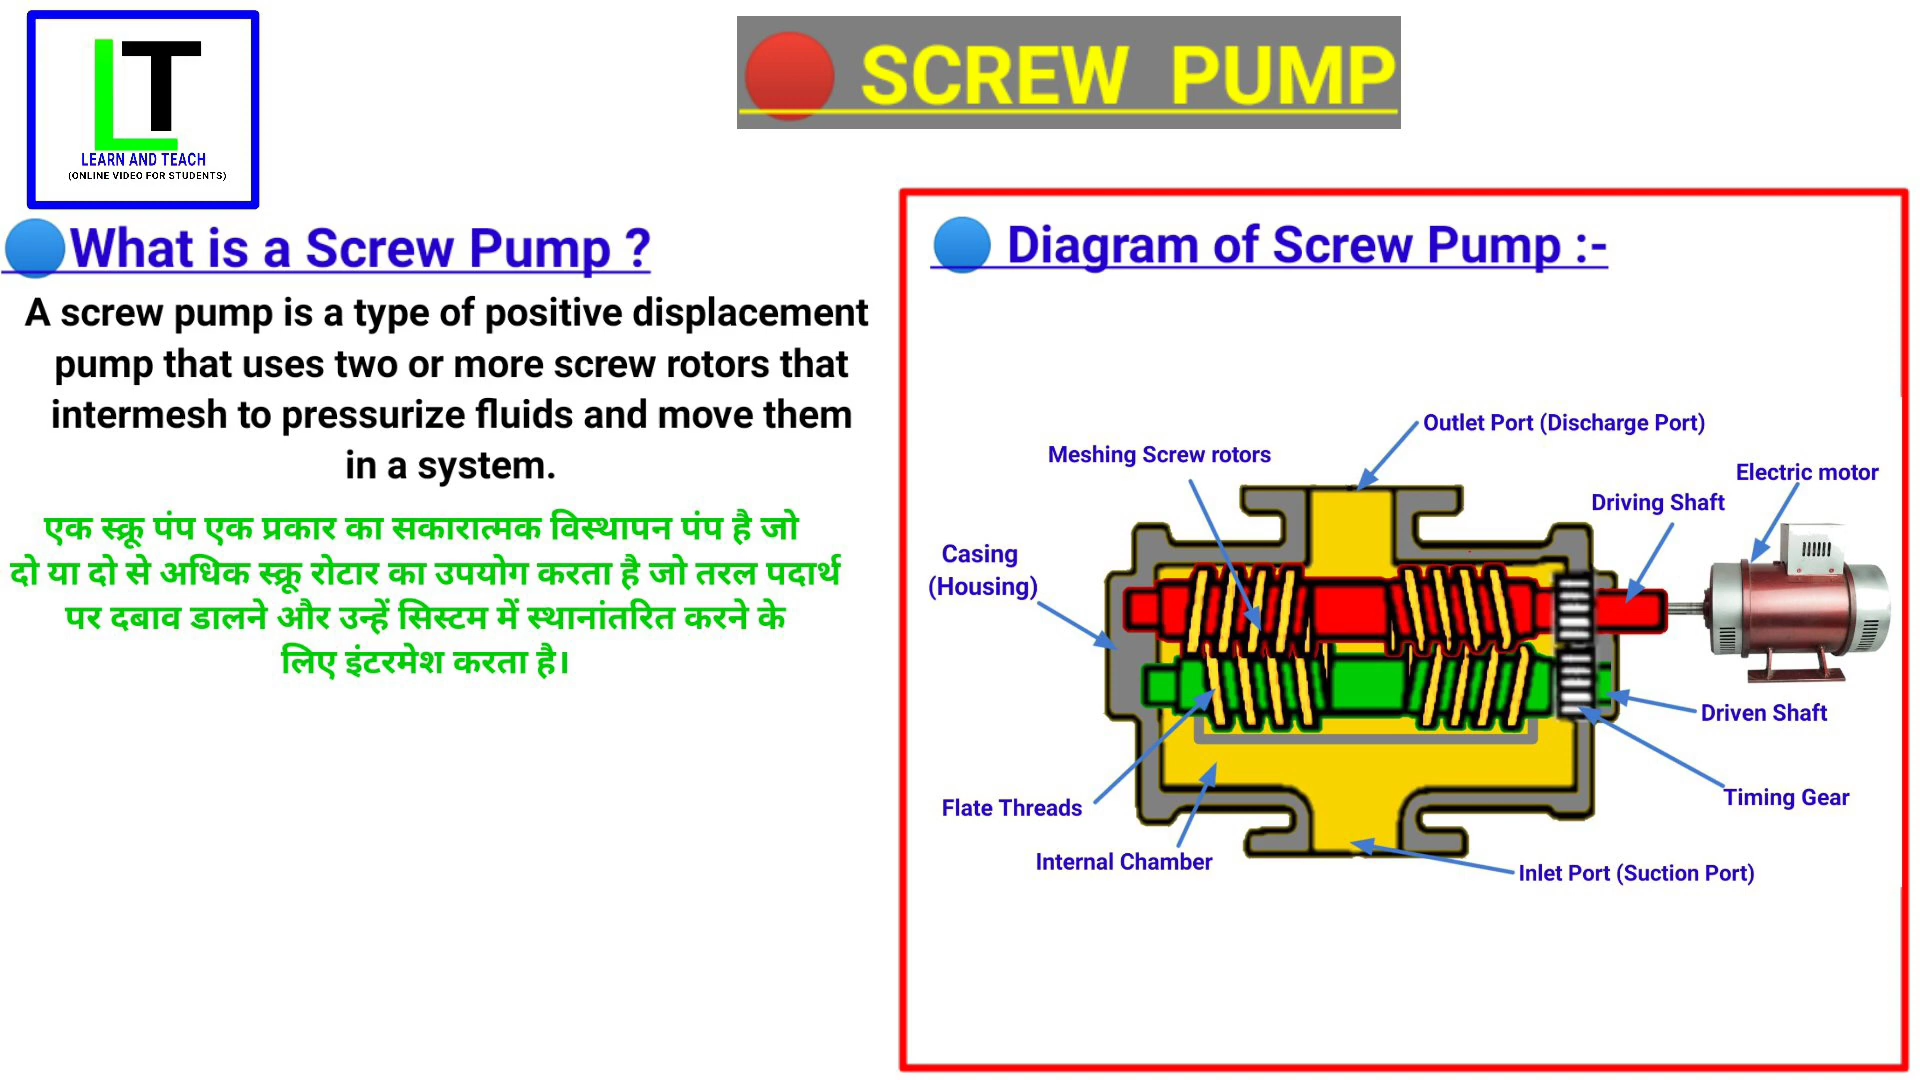 LT
LEARN AND TEACH
(ONLINE VIDEO FOR STUDENTS)
SCREW PUMP
What is a Screw Pump ?
A screw pump is a type of positive displacement
pump that uses two or more screw rotors that
intermesh to pressurize fluids and move them
in a system.
एक स्क्रू पंप एक प्रकार का सकारात्मक विस्थापन पंप है जो
दो या दो से अधिक स्क्रू रोटार का उपयोग करता है जो तरल पदार्थ
पर दबाव डालने और उन्हें सिस्टम में स्थानांतरित करने के
लिए इंटरमेश करता है।
Diagram of Screw Pump :-
Outlet Port (Discharge Port)
Meshing Screw rotors
Electric motor
Driving Shaft
Casing
(Housing)
Driven Shaft
Timing Gear
Flate Threads
Internal Chamber
Inlet Port (Suction Port)